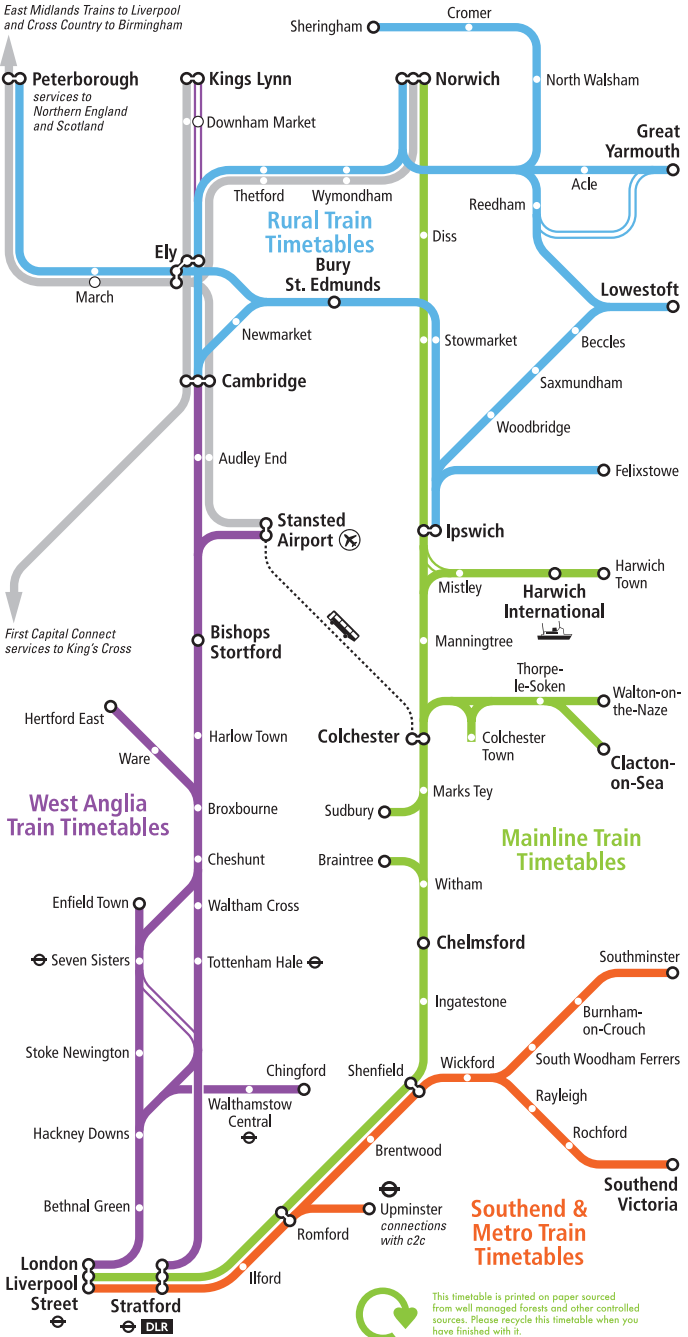 East Midlands Trains to Liverpool
and Cross Country to Birmingham
Cromer
Sheringham
Peterborough
services to
Northern England
and Scotland
Kings Lynn
Norwich
North Walsham
Downham Market
Great
Yarmouth
Thetford
Wymondham
Acle
Reedham
Rural Train
Timetables
Diss
Ely
Bury
St. Edmunds
March
Lowestoft
Newmarket
Stowmarket
Beccles
Cambridge
Saxmundham
Woodbridge
Audley End
Felixstowe
Stansted
Airport
Ipswich
Mistley
Harwich
Town
Harwich
International
First Capital Connect
services to King's Cross
Bishops
Stortford
Manningtree
Thorpe-
le-Soken
Walton-on-
the-Naze
Hertford East
Ware
Harlow Town
Colchester
Colchester
Town
Clacton-
on-Sea
West Anglia
Train Timetables
Broxbourne
Marks Tey
Sudbury
Mainline Train
Timetables
Cheshunt
Braintree
Witham
Enfield Town
Waltham Cross
Chelmsford
Seven Sisters
Tottenham Hale
Southminster
Ingatestone
Burnham-
on-Crouch
Stoke Newington
Chingford
Shenfield
Wickford
South Woodham Ferrers
Walthamstow
Central
Rayleigh
Hackney Downs
Brentwood
Rochford
Southend
Victoria
Bethnal Green
Upminster
connections
with c2c
Southend &
Metro Train
Timetables
Romford
London
Liverpool
Street
Ilford
Stratford
DLR
This timetable is printed on paper sourced
from well managed forests and other controlled
sources. Please recycle this timetable when you
have finished with it.